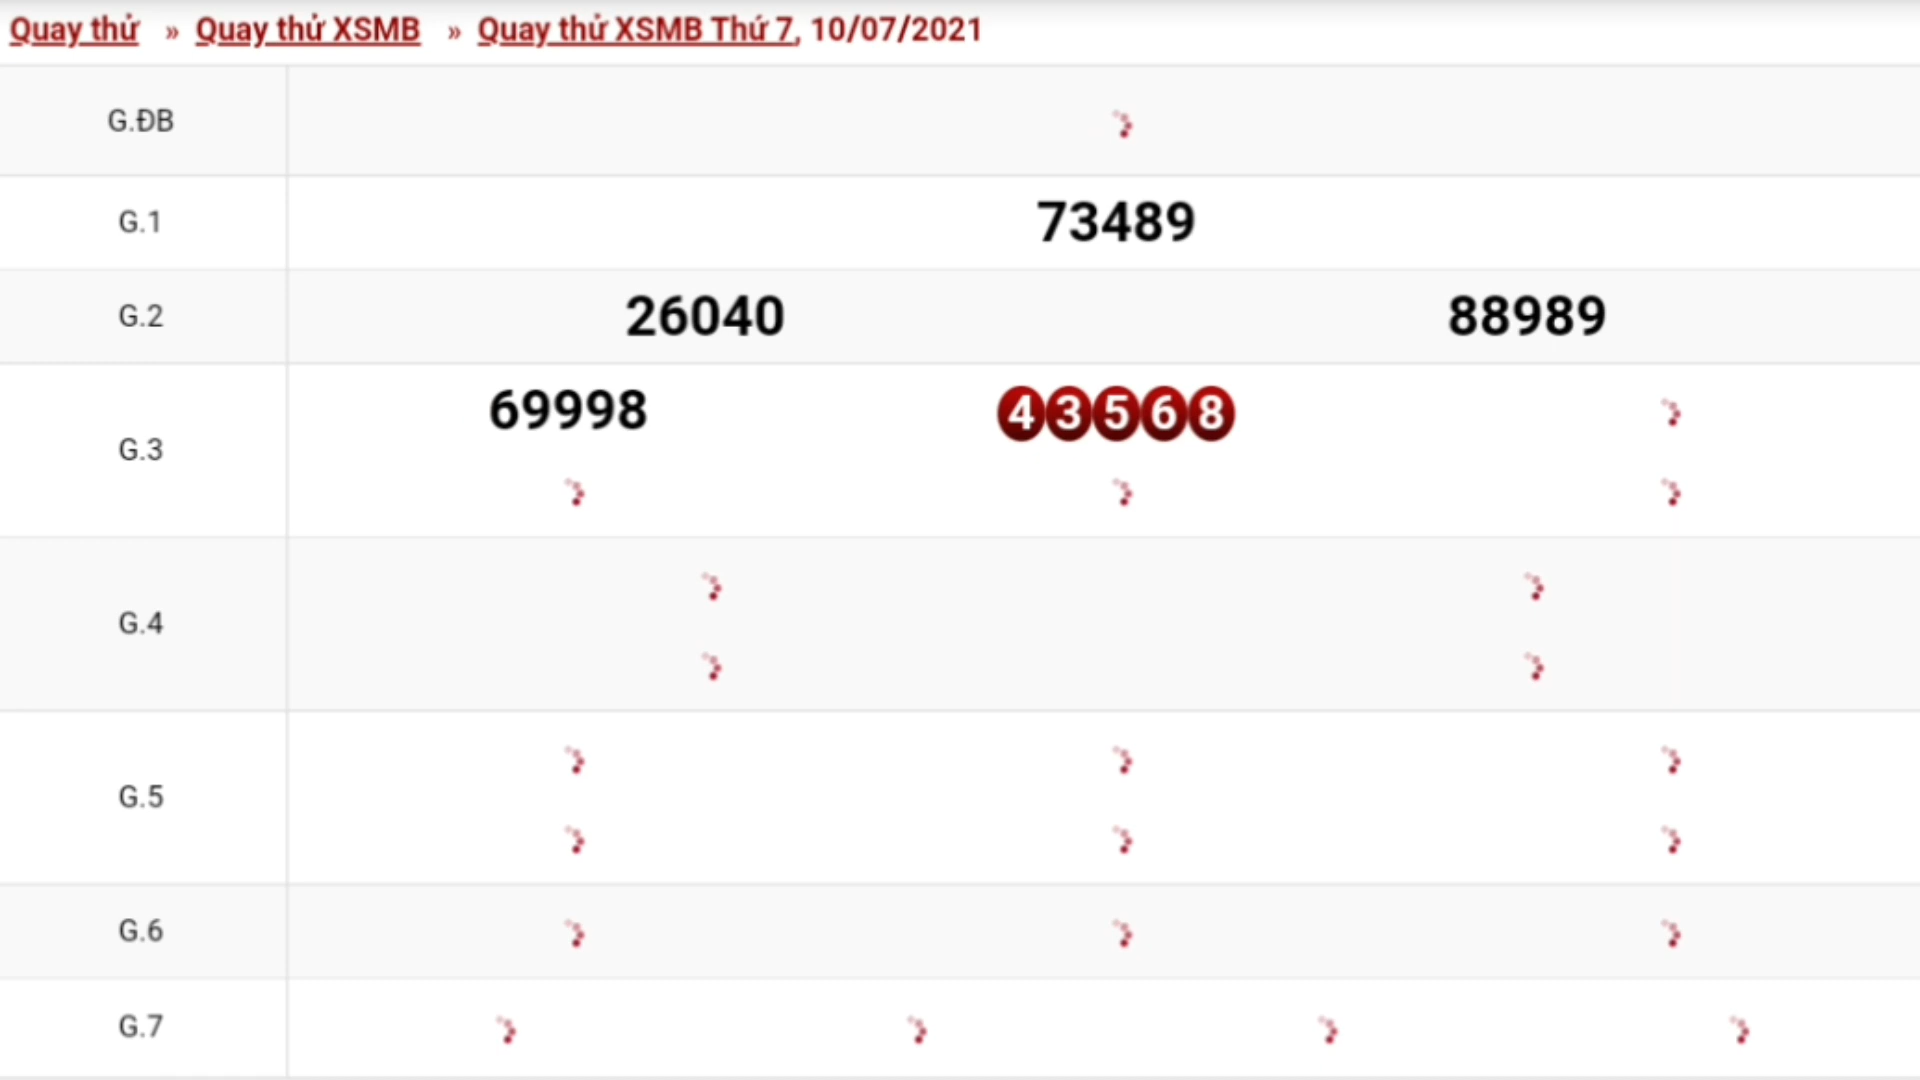 Quay thử » Quay thử XSMB » Quay thử XSMB Thứ 7, 10/07/2021
G.ĐB
G.1 73489
G.2 26040 88989
G.3 69998 43568
G.4
G.5
G.6
G.7